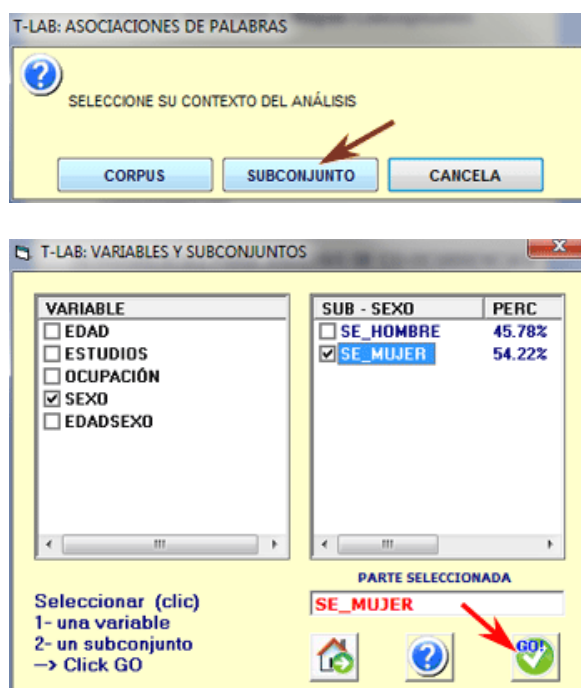 T-LAB: ASOCIACIONES DE PALABRAS
SELECCIONE SU CONTEXTO DEL ANÁLISIS
CORPUS SUBCONJUNTO CANCELA
T-LAB: VARIABLES Y SUBCONJUNTOS
VARIABLE
EDAD
ESTUDIOS
OCUPACIÓN
SEXO
EDADSEXO
SUB - SEXO PERC
SE_HOMBRE 45.78%
SE_MUJER 54.22%
PARTE SELECCIONADA
SE_MUJER
Seleccionar (clic)
1- una variable
2- un subconjunto
—> Click GO
GO!